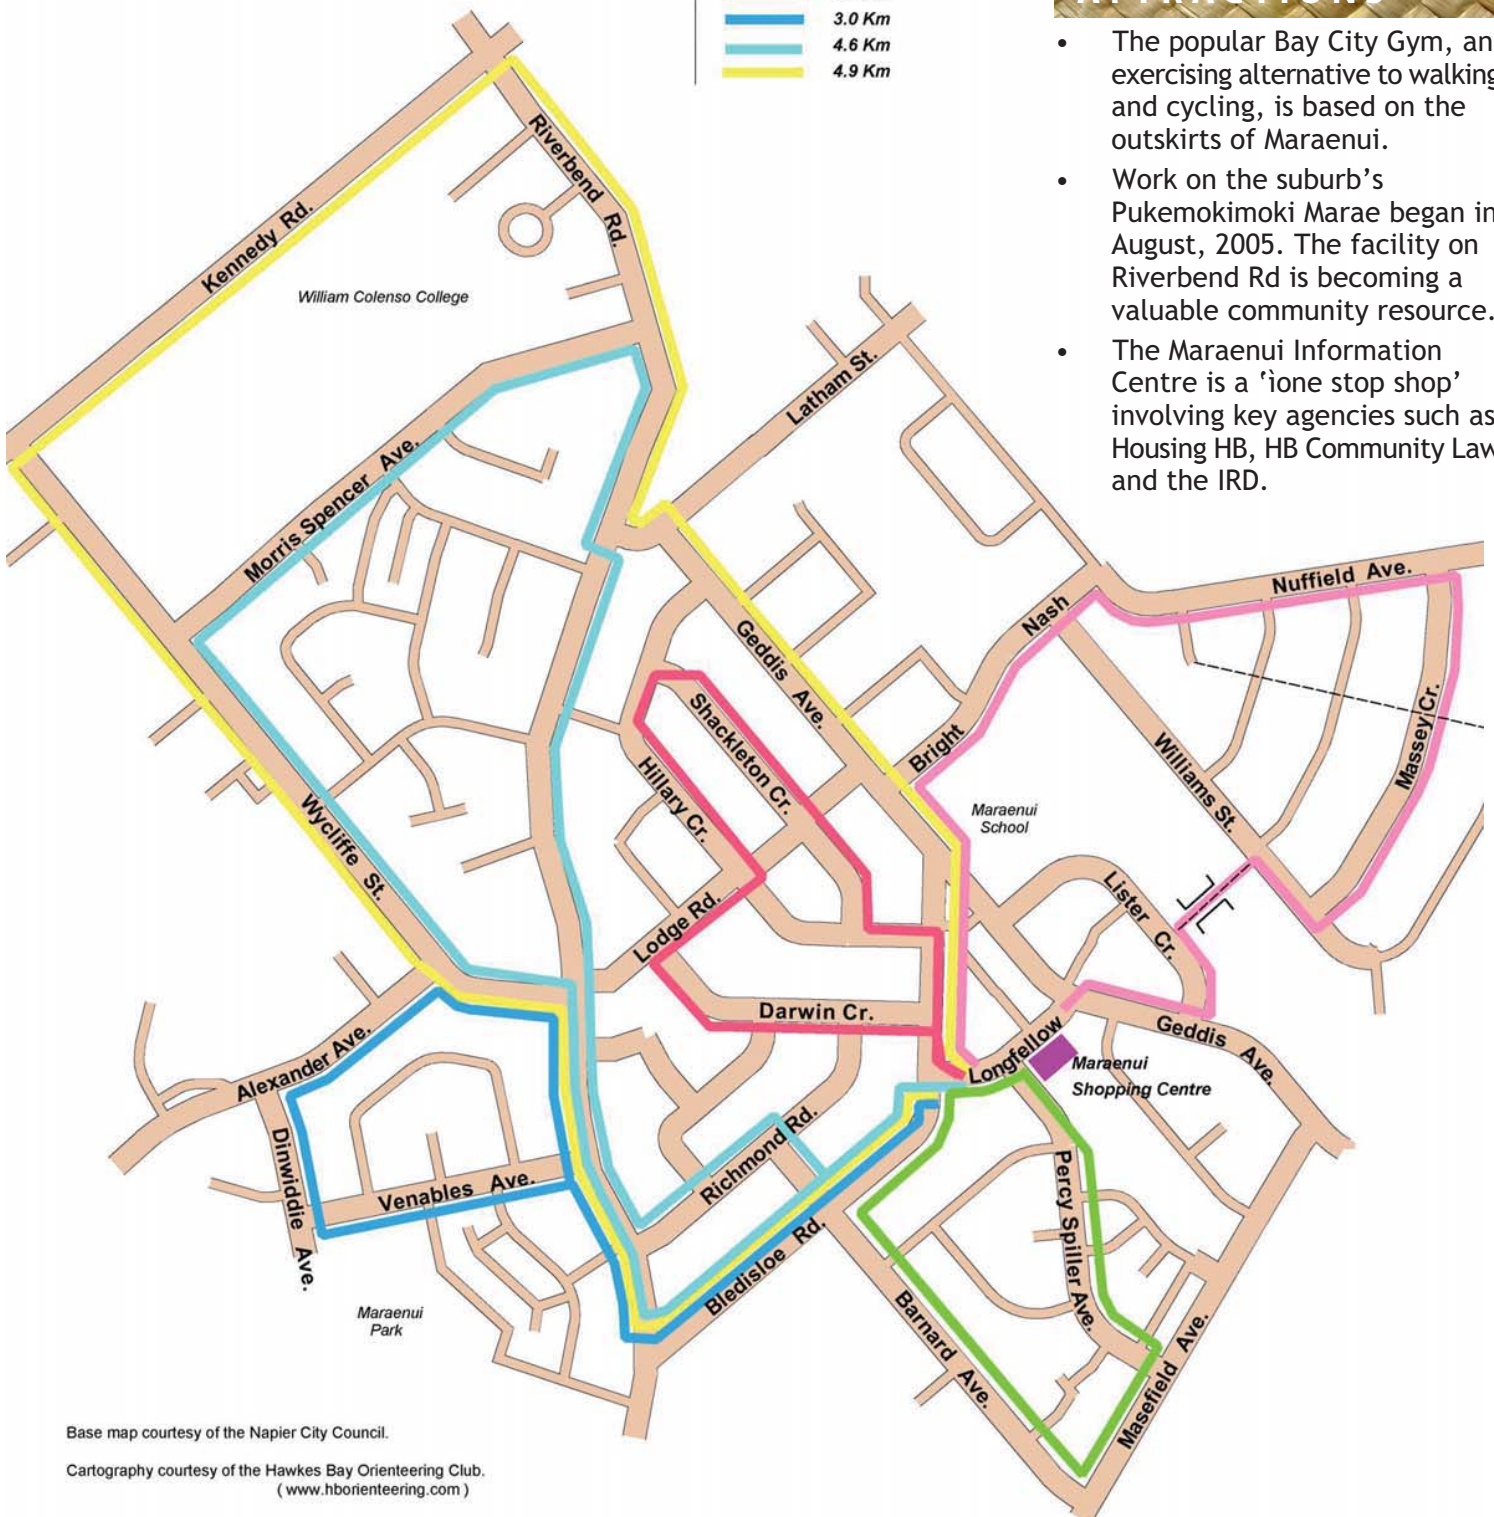 3.0 Km
4.6 Km
4.9 Km
• The popular Bay City Gym, an
exercising alternative to walking
and cycling, is based on the
outskirts of Maraenui.
• Work on the suburb’s
Pukemokimoki Marae began in
August, 2005. The facility on
Riverbend Rd is becoming a
valuable community resource.
• The Maraenui Information
Centre is a ‘ìone stop shop’
involving key agencies such as
Housing HB, HB Community Law
and the IRD.
Riverbend Rd.
Kennedy Rd.
William Colenso College
Latham St.
Morris Spencer Ave.
Nuffield Ave.
Nash
Geddis Ave.
Massey Cr.
Shackleton Cr.
Bright
Williams St.
Hillary Cr.
Wycliffe St.
Maraenui
School
Lister Cr.
Lodge Rd.
Darwin Cr.
Longfellow
Geddis Ave.
Alexander Ave.
Maraenui
Shopping Centre
Dinwiddie Ave.
Richmond Rd.
Venables Ave.
Percy Spiller Ave.
Bledisloe Rd.
Maraenui
Park
Barnard Ave.
Masefield Ave.
Base map courtesy of the Napier City Council.
Cartography courtesy of the Hawkes Bay Orienteering Club.
( www.hborienteering.com )